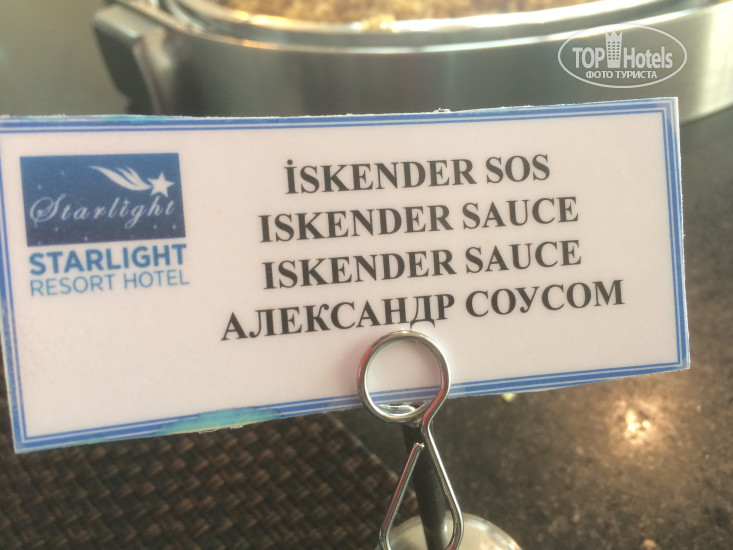 TOP Hotels
ФОТО ТУРИСТА
Starlight
STARLIGHT
RESORT HOTEL
İSKENDER SOS
ISKENDER SAUCE
ISKENDER SAUCE
АЛЕКСАНДР СОУСОМ